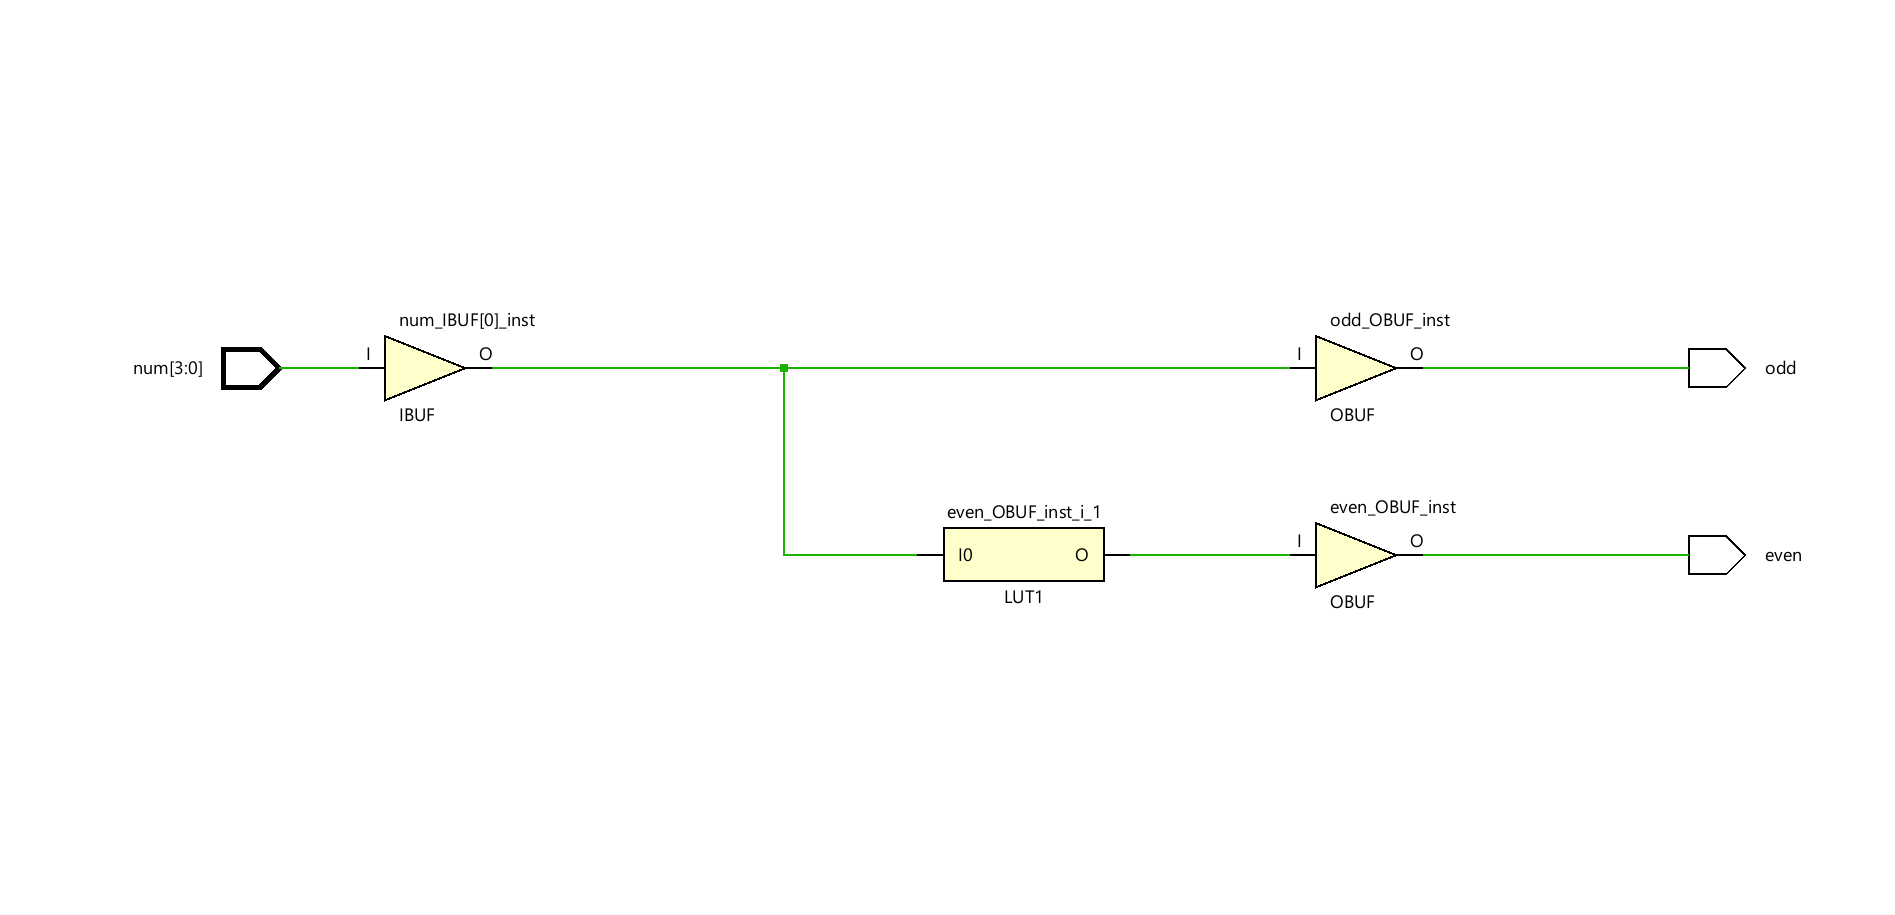 num_IBUF[0]_inst
num[3:0]
I
O
IBUF
odd_OBUF_inst
I
O
odd
OBUF
even_OBUF_inst_i_1
I0
O
LUT1
even_OBUF_inst
I
O
even
OBUF